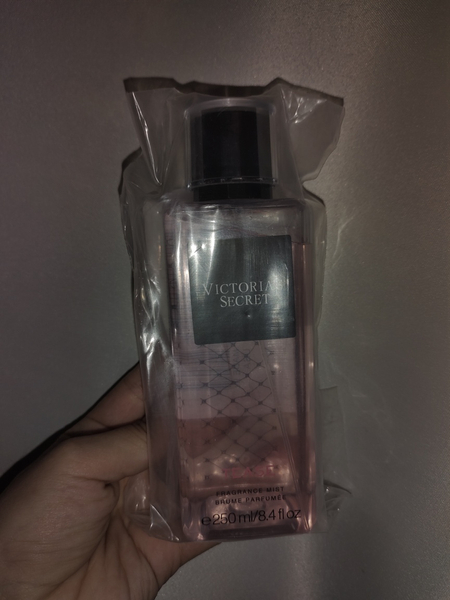 VICTORIA
SECRET
FRAGRANCE MIST
BRUME PARFUMÉE
e250 ml/8.4 fl oz